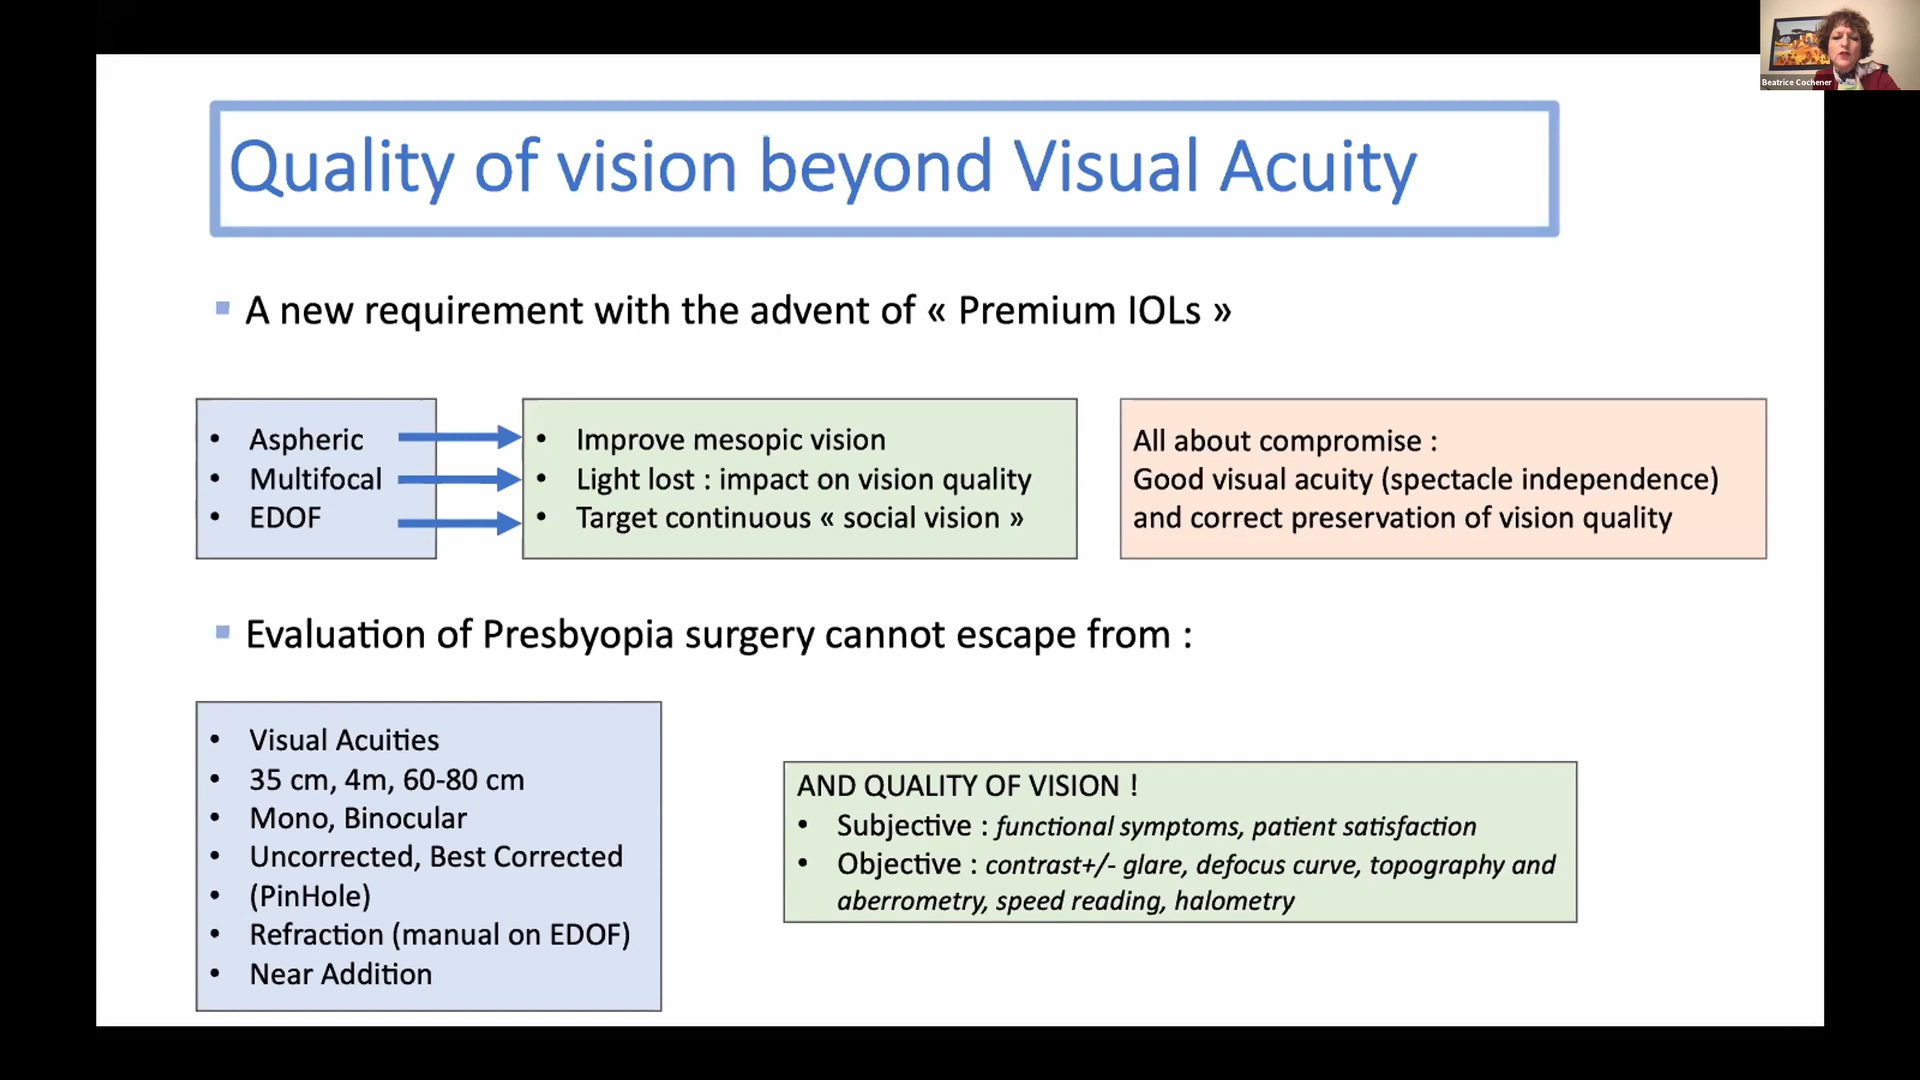 Beatrice Cochener
Quality of vision beyond Visual Acuity
▪ A new requirement with the advent of « Premium IOLs »
• Aspheric
• Multifocal
• EDOF
• Improve mesopic vision
• Light lost : impact on vision quality
• Target continuous « social vision »
All about compromise :
Good visual acuity (spectacle independence)
and correct preservation of vision quality
▪ Evaluation of Presbyopia surgery cannot escape from :
• Visual Acuities
• 35 cm, 4m, 60-80 cm
• Mono, Binocular
• Uncorrected, Best Corrected
• (PinHole)
• Refraction (manual on EDOF)
• Near Addition
AND QUALITY OF VISION !
• Subjective : functional symptoms, patient satisfaction
• Objective : contrast+/- glare, defocus curve, topography and
aberrometry, speed reading, halometry